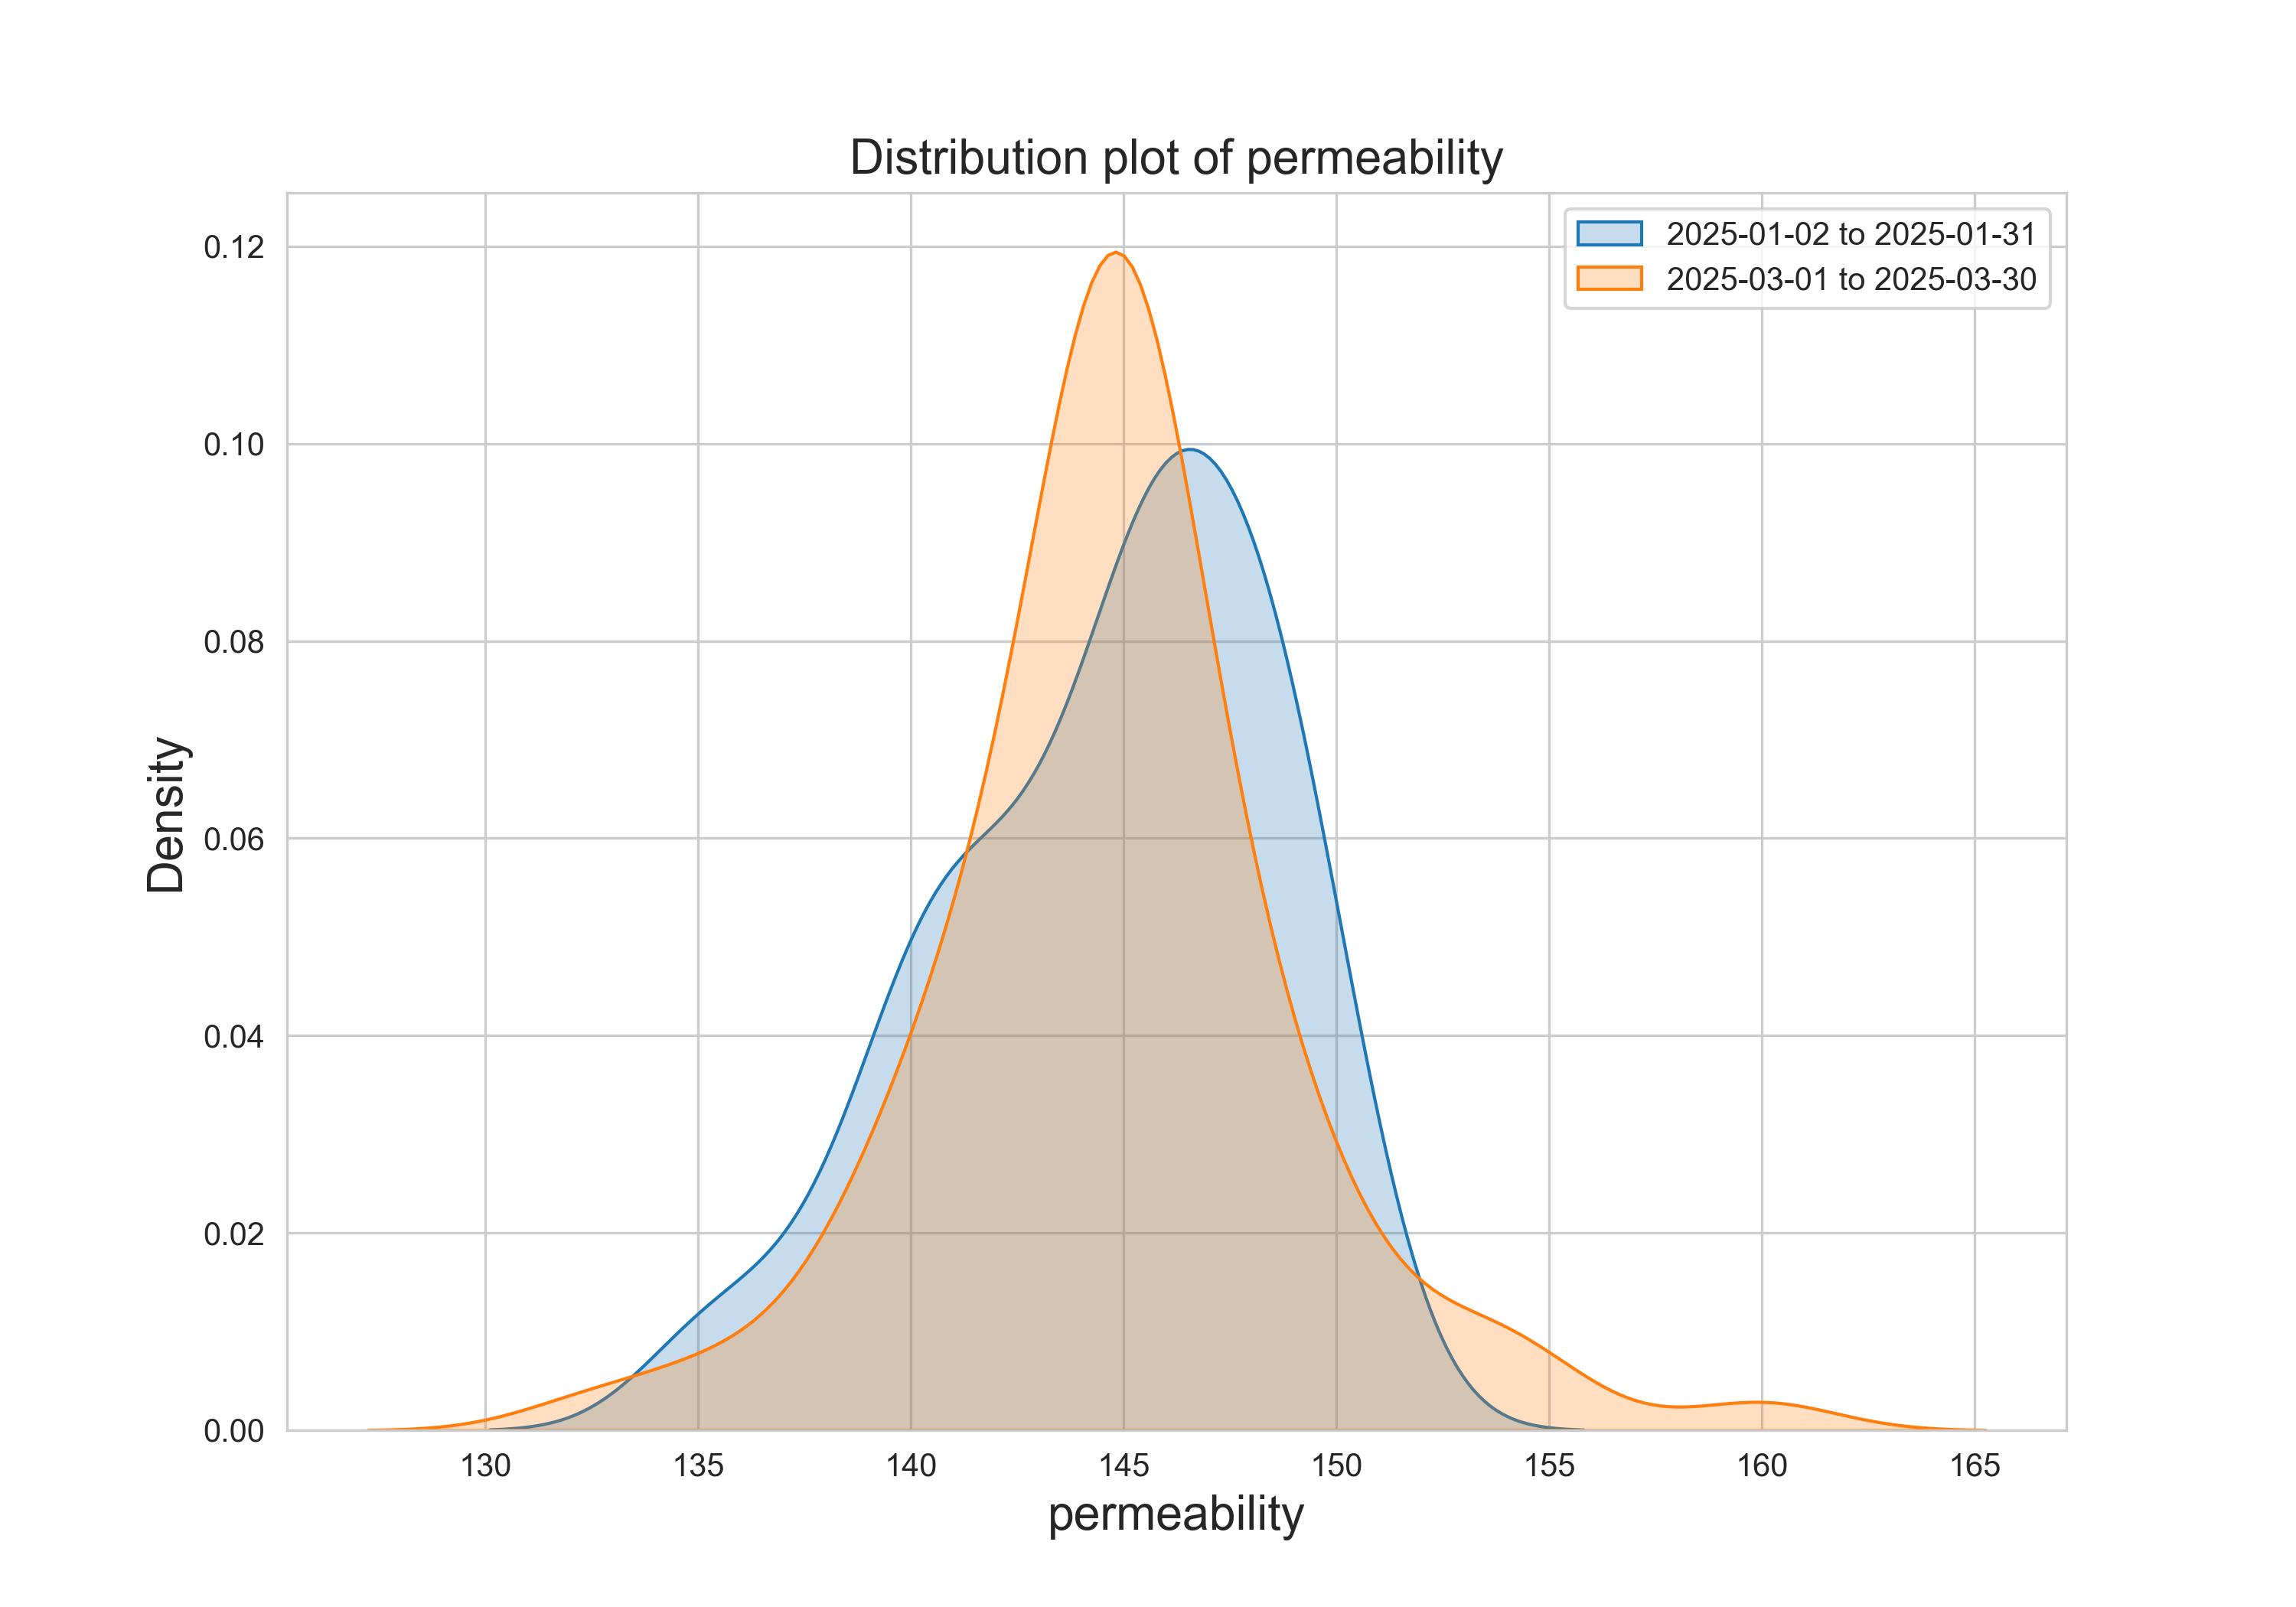 Distribution plot of permeability
2025-01-02 to 2025-01-31
2025-03-01 to 2025-03-30
0.12
0.10
0.08
0.06
0.04
0.02
0.00
Density
130 135 140 145 150 155 160 165
permeability